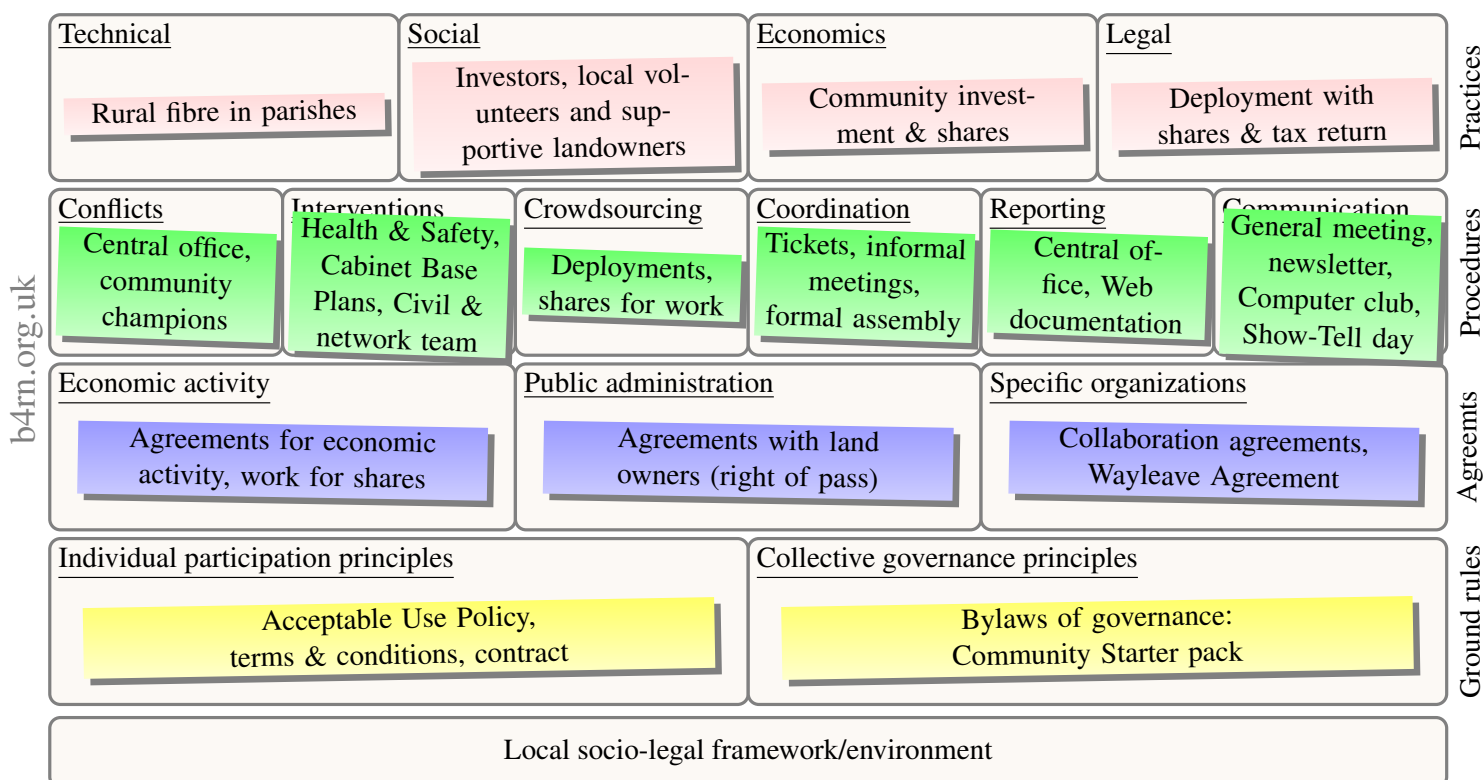 Technical
Rural fibre in parishes
Social
Investors, local vol-
unteers and sup-
portive landowners
Economics
Community invest-
ment & shares
Legal
Deployment with
shares & tax return
Practices
Conflicts
Central office,
community
champions
Interventions
Health & Safety,
Cabinet Base
Plans, Civil &
network team
Crowdsourcing
Deployments,
shares for work
Coordination
Tickets, informal
meetings,
formal assembly
Reporting
Central of-
fice, Web
documentation
Communication
General meeting,
newsletter,
Computer club,
Show-Tell day
Procedures
b4rn.org.uk
Economic activity
Agreements for economic
activity, work for shares
Public administration
Agreements with land
owners (right of pass)
Specific organizations
Collaboration agreements,
Wayleave Agreement
Agreemts
Individual participation principles
Acceptable Use Policy,
terms & conditions, contract
Collective governance principles
Bylaws of governance:
Community Starter pack
Ground rules
Local socio-legal framework/environment